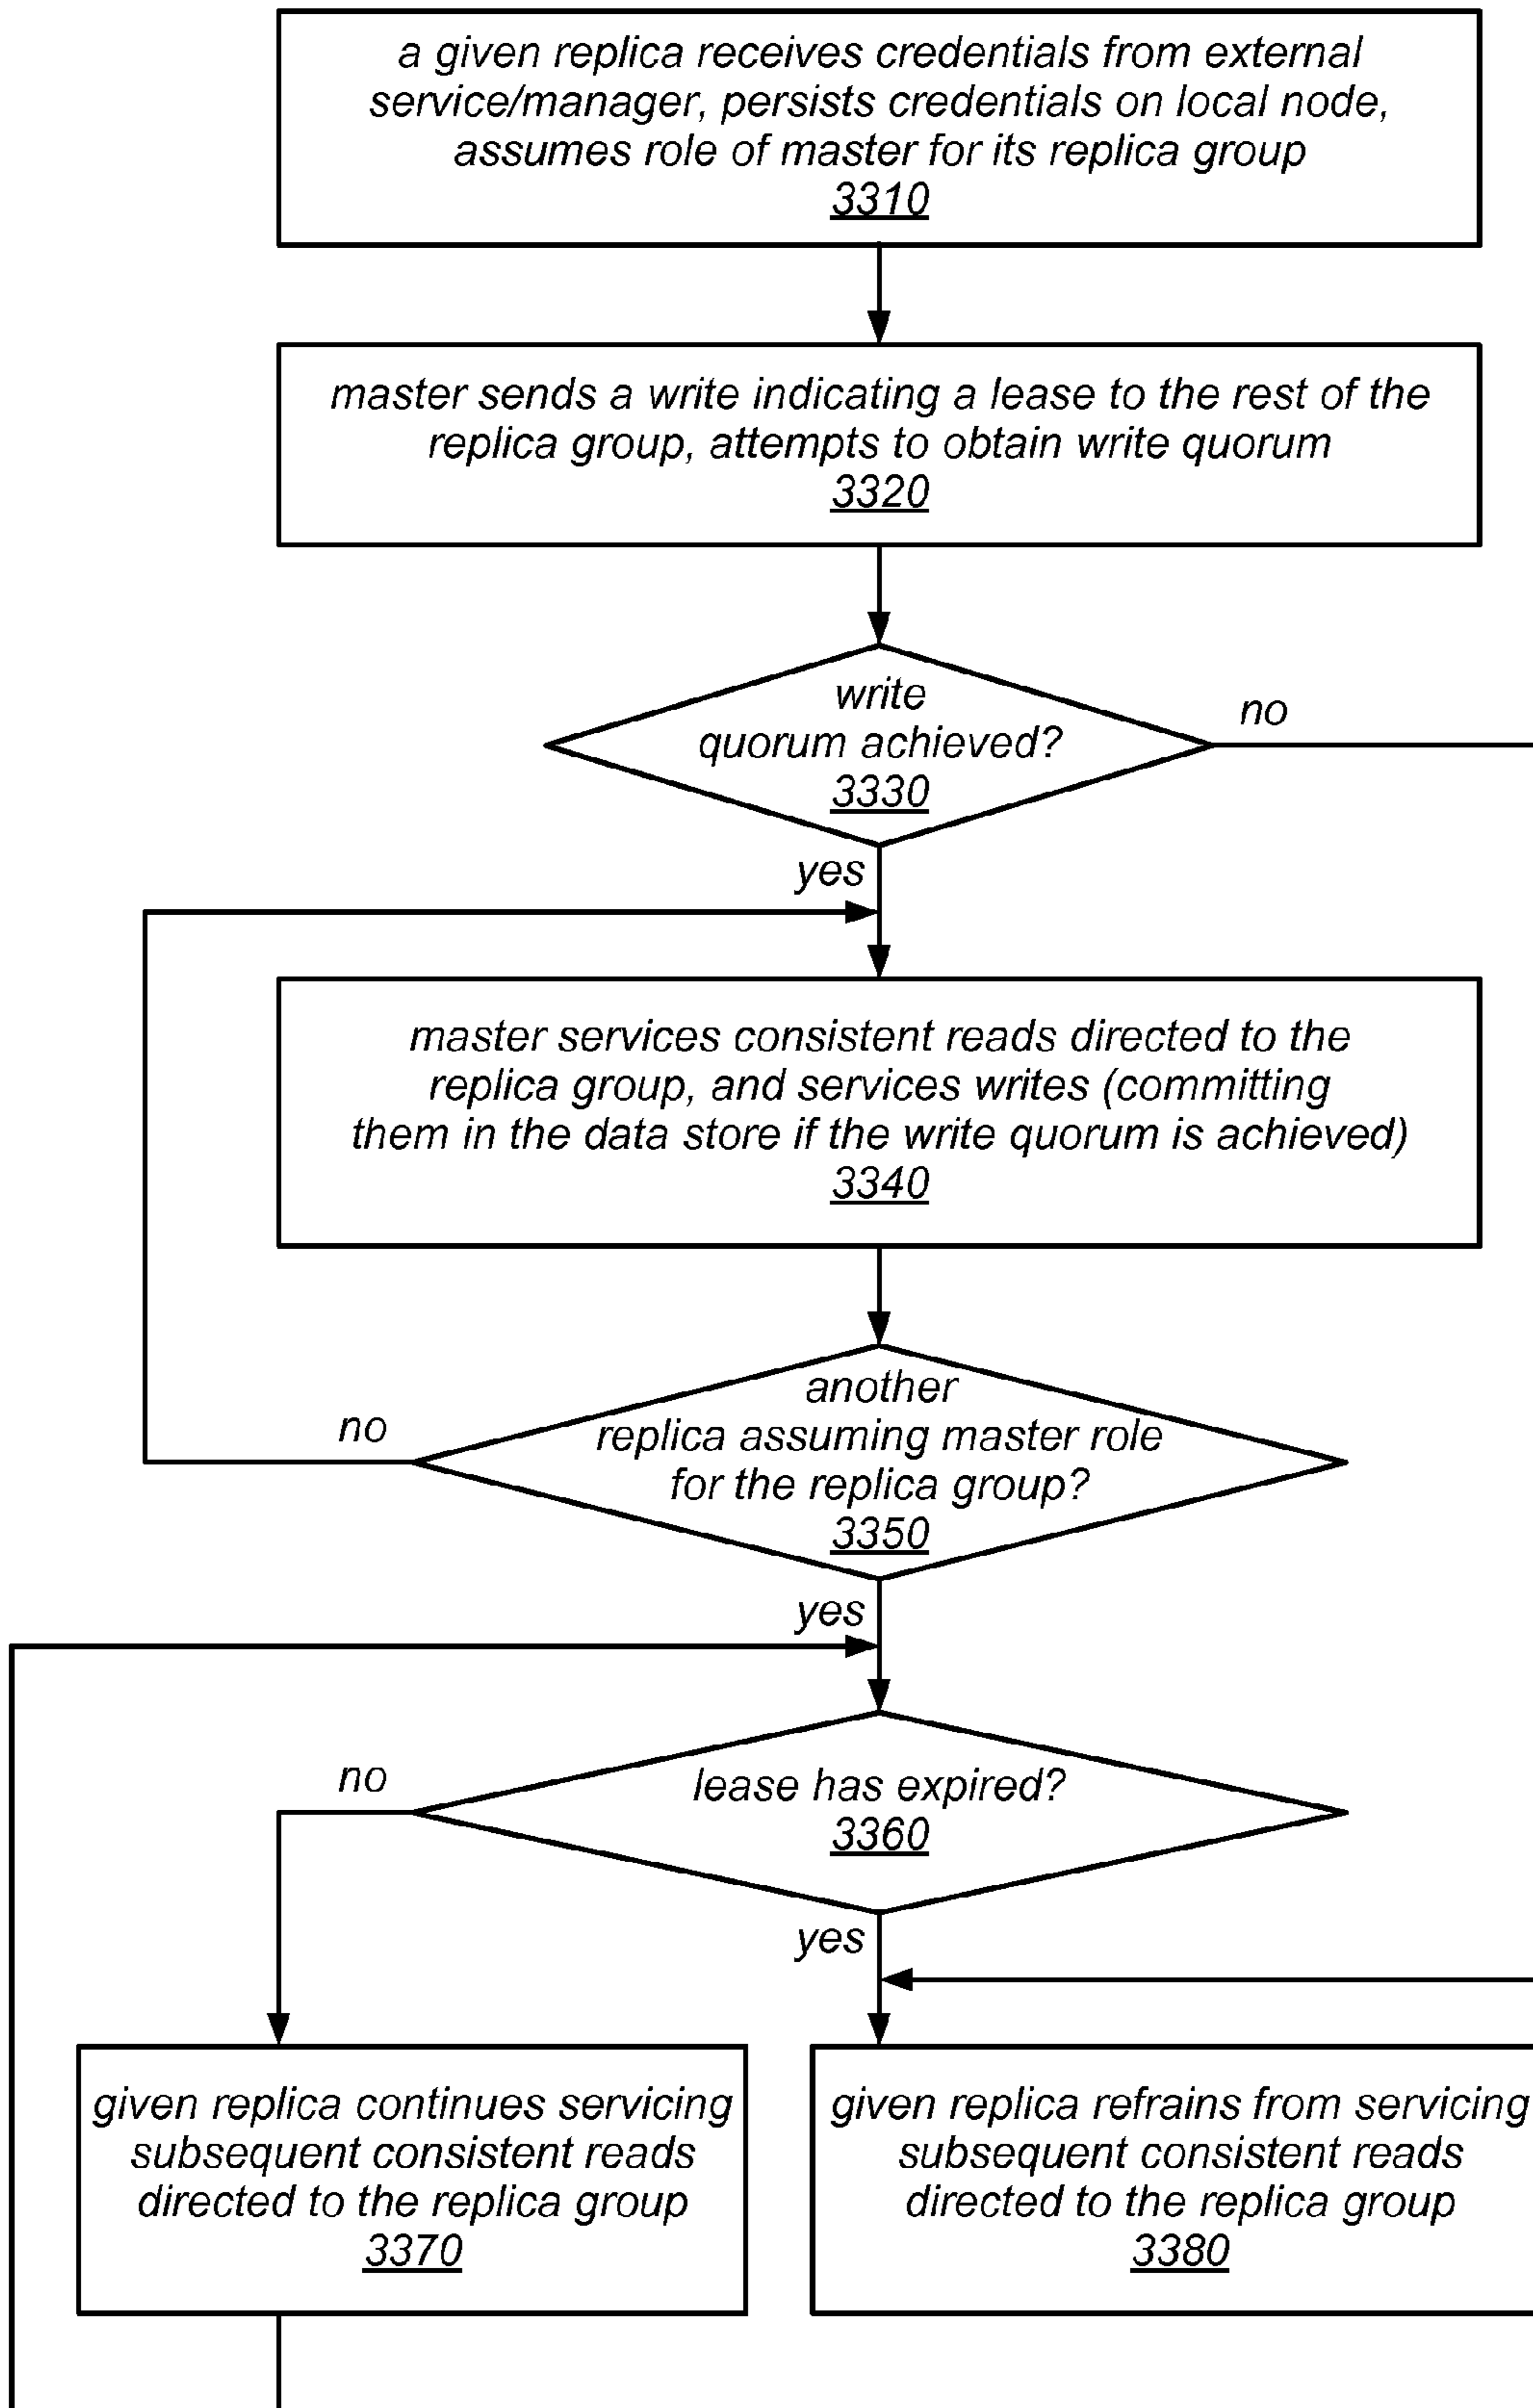 a given replica receives credentials from external
service/manager, persists credentials on local node,
assumes role of master for its replica group
3310
master sends a write indicating a lease to the rest of the
replica group, attempts to obtain write quorum
3320
write
quorum achieved?
3330
no
yes
master services consistent reads directed to the
replica group, and services writes (committing
them in the data store if the write quorum is achieved)
3340
another
replica assuming master role
for the replica group?
3350
no
yes
lease has expired?
3360
no
yes
given replica continues servicing
subsequent consistent reads
directed to the replica group
3370
given replica refrains from servicing
subsequent consistent reads
directed to the replica group
3380